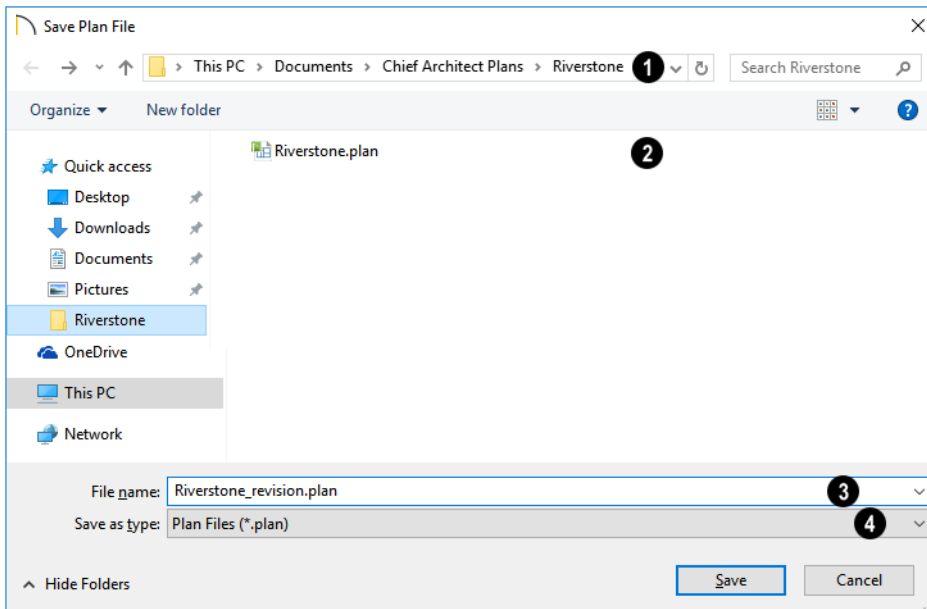 Save Plan File
This PC > Documents > Chief Architect Plans > Riverstone 1 Search Riverstone
Organize New folder ?
Riverstone.plan 2
Quick access
Desktop
Downloads
Documents
Pictures
Riverstone
OneDrive
This PC
Network
File name: Riverstone_revision.plan 3
Save as type: Plan Files (*.plan) 4
Hide Folders Save Cancel